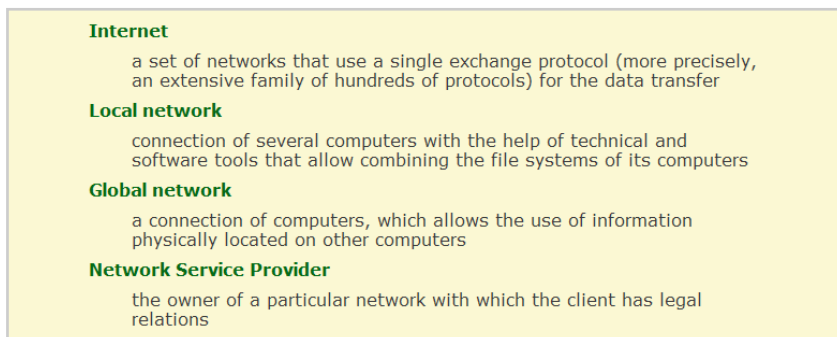 Internet
a set of networks that use a single exchange protocol (more precisely,
an extensive family of hundreds of protocols) for the data transfer
Local network
connection of several computers with the help of technical and
software tools that allow combining the file systems of its computers
Global network
a connection of computers, which allows the use of information
physically located on other computers
Network Service Provider
the owner of a particular network with which the client has legal
relations